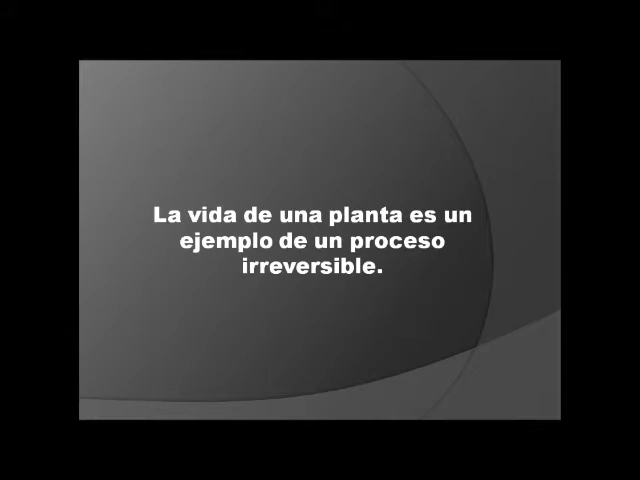 La vida de una planta es un
ejemplo de un proceso
irreversible.